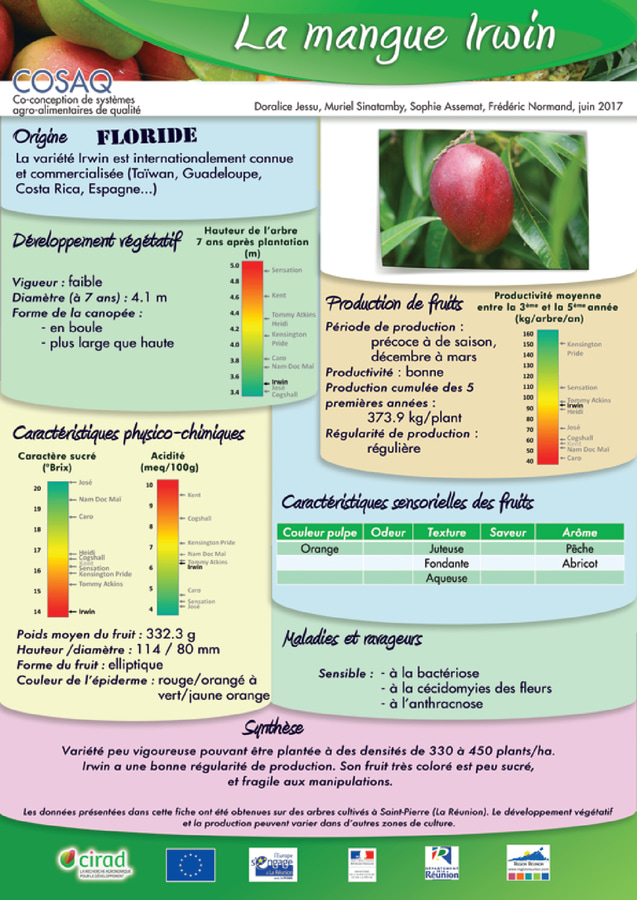 La mangue Irwin
COSAQ
Co-conception de systèmes
agro-alimentaires de qualité
Doralice Jessu, Muriel Sinatamby, Sophie Assemat, Frédéric Normand, juin 2017
Origine FLORIDE
La variété Irwin est internationalement connue
et commercialisée (Taïwan, Guadeloupe,
Costa Rica, Espagne...)
Développement végétatif
Vigueur : faible
Diamètre (à 7 ans) : 4.1 m
Forme de la canopée :
- en boule
- plus large que haute
Hauteur de l'arbre
7 ans après plantation
(m)
5.0
4.8
4.6
4.4
4.2
4.0
3.8
3.6
3.4
Sensation
Kent
Tommy Atkins
Heidi
Kensington
Pride
Caro
Nam Doc Mai
Irwin
José
Cogshall
Production de fruits
Période de production :
précoce à de saison,
décembre à mars
Productivité : bonne
Production cumulée des 5
premières années :
373.9 kg/plant
Régularité de production :
régulière
Productivité moyenne
entre la 3ème et la 5ème année
(kg/arbre/an)
160
150
140
130
120
110
100
90
80
70
60
50
40
Kensington
Pride
Sensation
Tommy Atkins
Irwin
Heidi
José
Cogshall
Kent
Nam Doc Mai
Caro
Caractéristiques physico-chimiques
Caractère sucré
(°Brix)
20
19
18
17
16
15
14
José
Nam Doc Maï
Caro
Heidi
Cogshall
Kent
Sensation
Kensington Pride
Tommy Atkins
Irwin
Acidité
(meq/100g)
10
9
8
7
6
5
4
Kent
Cogshall
Kensington Pride
Nam Doc Maï
Tommy Atkins
Irwin
Caro
Sensation
José
Poids moyen du fruit : 332.3 g
Hauteur /diamètre : 114 / 80 mm
Forme du fruit : elliptique
Couleur de l'épiderme : rouge/orangé à
vert/jaune orange
Caractéristiques sensorielles des fruits
Couleur pulpe Odeur Texture Saveur Arôme
Orange Juteuse Pêche
Fondante Abricot
Aqueuse
Maladies et ravageurs
Sensible : - à la bactériose
- à la cécidomyies des fleurs
- à l'anthracnose
Synthèse
Variété peu vigoureuse pouvant être plantée à des densités de 330 à 450 plants/ha.
Irwin a une bonne régularité de production. Son fruit très coloré est peu sucré,
et fragile aux manipulations.
Les données présentées dans cette fiche ont été obtenues sur des arbres cultivés à Saint-Pierre (La Réunion). Le développement végétatif
et la production peuvent varier dans d'autres zones de culture.
cirad
LA RECHERCHE AGRONOMIQUE
POUR LE DÉVELOPPEMENT
l'Europe
s'engage
à la Réunion
DÉPARTEMENT
DE LA
Réunion
REGION REUNION